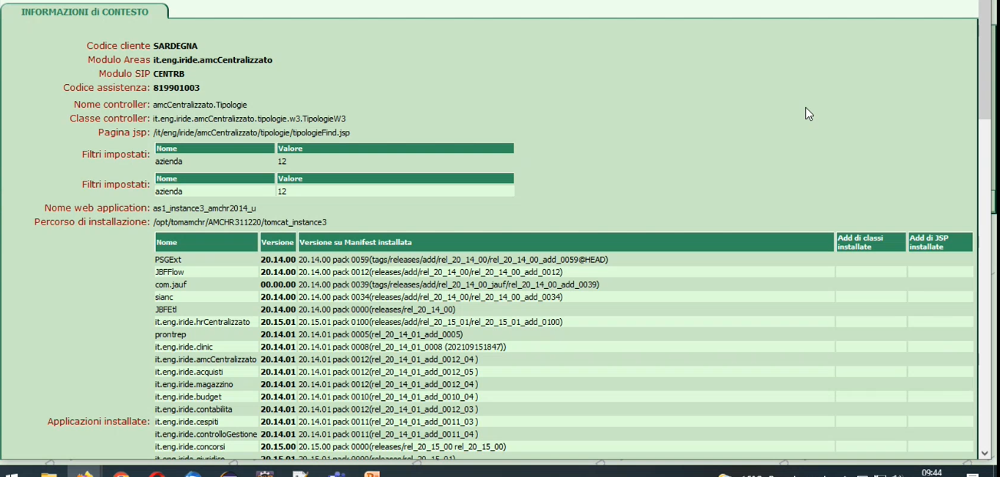 INFORMAZIONI di CONTESTO
Codice cliente SARDEGNA
Modulo Areas it.eng.iride.amcCentralizzato
Modulo SIP CENTRB
Codice assistenza: 819901003
Nome controller: amcCentralizzato.Tipologie
Classe controller: it.eng.iride.amcCentralizzato.tipologie.w3.TipologieW3
Pagina jsp: /it/eng/iride/amcCentralizzato/tipologie/tipologieFind.jsp
Filtri impostati: Nome Valore
azienda 12
Filtri impostati: Nome Valore
azienda 12
Nome web application: as1_instance3_amchr2014_u
Percorso di installazione: /opt/tomamchr/AMCHR311220/tomcat_instance3
Applicazioni installate:
Nome Versione Versione su Manifest installata Add di classi installate Add di JSP installate
PSGExt 20.14.00 20.14.00 pack 0059(tags/releases/add/rel_20_14_00/rel_20_14_00_add_0059@HEAD)
JBFFlow 20.14.00 20.14.00 pack 0012(releases/add/rel_20_14_00/rel_20_14_00_add_0012)
com.jauf 00.00.00 20.14.00 pack 0039(tags/releases/add/rel_20_14_00_jauf/rel_20_14_00_add_0039)
sianc 20.14.00 20.14.00 pack 0034(releases/add/rel_20_14_00/rel_20_14_00_add_0034)
JBFEtl 20.14.00 20.14.00 pack 0000(releases/rel_20_14_00)
it.eng.iride.hrCentralizzato 20.15.01 20.15.01 pack 0100(releases/add/rel_20_15_01/rel_20_15_01_add_0100)
prontrep 20.14.01 20.14.01 pack 0005(rel_20_14_01_add_0005)
it.eng.iride.clinic 20.14.01 20.14.01 pack 0008(rel_20_14_01_0008 (202109151847))
it.eng.iride.amcCentralizzato 20.14.01 20.14.01 pack 0012(rel_20_14_01_add_0012_04 )
it.eng.iride.acquisti 20.14.01 20.14.01 pack 0012(rel_20_14_01_add_0012_05 )
it.eng.iride.magazzino 20.14.01 20.14.01 pack 0012(rel_20_14_01_add_0012_04 )
it.eng.iride.budget 20.14.01 20.14.01 pack 0010(rel_20_14_01_add_0010_04 )
it.eng.iride.contabilita 20.14.01 20.14.01 pack 0012(rel_20_14_01_add_0012_03 )
it.eng.iride.cespiti 20.14.01 20.14.01 pack 0011(rel_20_14_01_add_0011_03 )
it.eng.iride.controlloGestione 20.14.01 20.14.01 pack 0011(rel_20_14_01_add_0011_04 )
it.eng.iride.concorsi 20.15.00 20.15.00 pack 0000(releases/rel_20_15_00 rel_20_15_00)
it.eng.iride.giuridico 20.15.01 20.15.01 pack 0000(releases/rel_20_15_01)
09:44